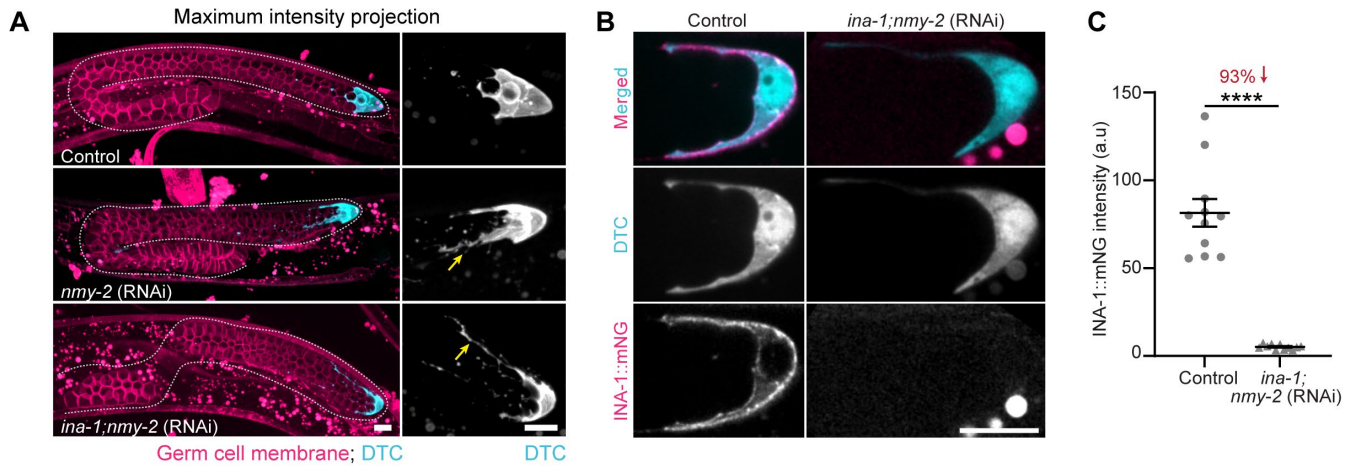 A
Maximum intensity projection
Control
nmy-2 (RNAi)
ina-1;nmy-2 (RNAi)
Germ cell membrane; DTC
DTC
B
Control
ina-1;nmy-2 (RNAi)
Merged
DTC
INA-1::mNG
C
93% ↓
****
INA-1::mNG intensity (a.u)
150
100
50
0
Control
ina-1;
nmy-2 (RNAi)